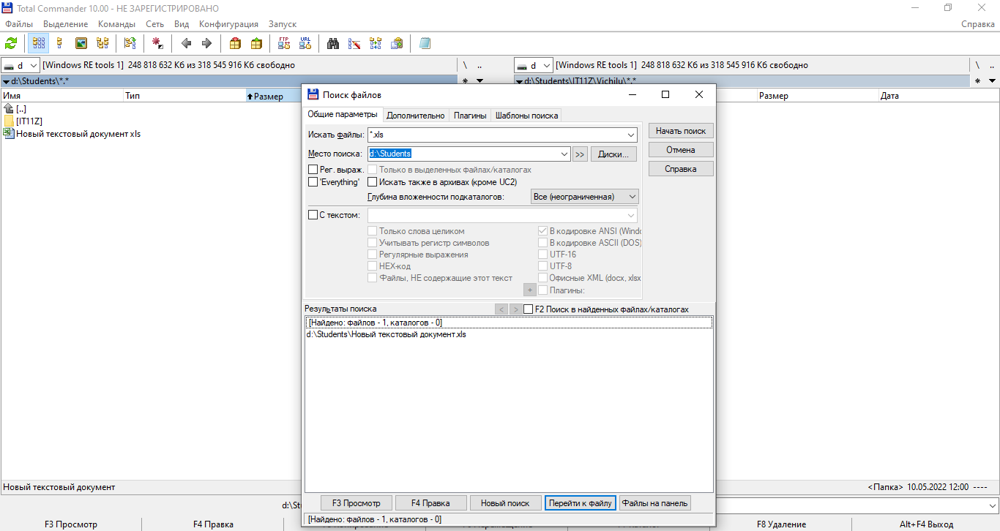 Total Commander 10.00 - НЕ ЗАРЕГИСТРИРОВАНО
Файлы Выделение Команды Сеть Вид Конфигурация Запуск Справка
FTP URL
d [Windows RE tools 1] 248 818 632 Кб из 318 545 916 Кб свободно \ ..
d [Windows RE tools 1] 248 818 632 Кб из 318 545 916 Кб свободно \ ..
d:\Students\*.* * 
d:\Students\IT11Z\Vichilu\*.* *
Имя Тип Размер
Размер Дата
[..]
[IT11Z]
Новый текстовый документ xls
Поиск файлов
Общие параметры Дополнительно Плагины Шаблоны поиска
Искать файлы: *.xls Начать поиск
Место поиска: d:\Students >> Диски... Отмена
Рег. выраж. Только в выделенных файлах/каталогах Справка
'Everything' Искать также в архивах (кроме UC2)
Глубина вложенности подкаталогов: Все (неограниченная)
С текстом:
Только слова целиком В кодировке ANSI (Windo
Учитывать регистр символов В кодировке ASCII (DOS)
Регулярные выражения UTF-16
HEX-код UTF-8
Файлы, НЕ содержащие этот текст Офисные XML (docx, xlsx
+ Плагины:
Результаты поиска < > F2 Поиск в найденных файлах/каталогах
[Найдено: файлов - 1, каталогов - 0]
d:\Students\Новый текстовый документ.xls
F3 Просмотр F4 Правка Новый поиск Перейти к файлу Файлы на панель
[Найдено: файлов - 1, каталогов - 0]
Новый текстовый документ
<Папка> 10.05.2022 12:00 ----
d:\St
F3 Просмотр F4 Правка F8 Удаление Alt+F4 Выход